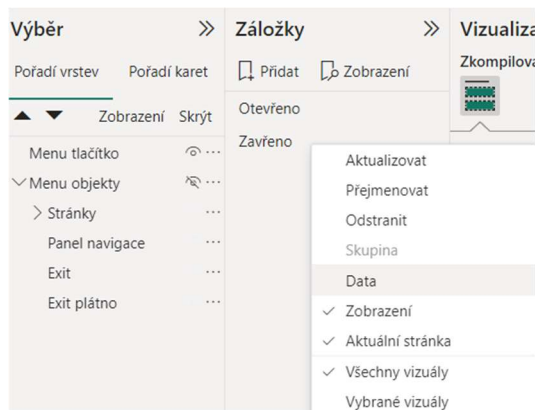 Výběr
Pořadí vrstev Pořadí karet
Zobrazení Skrýt
Menu tlačítko
Menu objekty
Stránky
Panel navigace
Exit
Exit plátno
Záložky
Přidat Zobrazení
Otevřeno
Zavřeno
Aktualizovat
Přejmenovat
Odstranit
Skupina
Data
Zobrazení
Aktuální stránka
Všechny vizuály
Vybrané vizuály
Vizualiza
Zkompilova